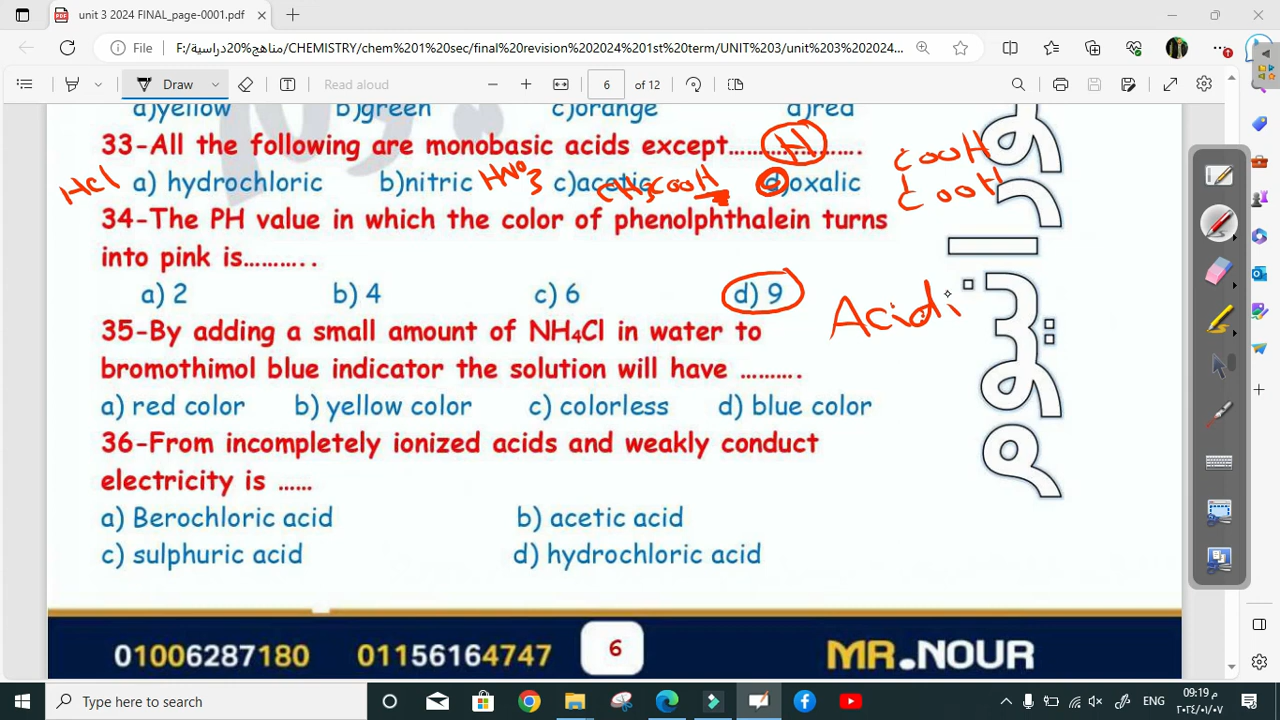 unit 3 2024 FINAL_page-0001.pdf
File
F:/مناهج%20دراسية/CHEMISTRY/chem%201%20sec/final%20revision%202024%201st%20term/UNIT%203/unit%203%202024...
Draw
Read aloud
6 of 12
a)yellow b)green c)orange d)red
33-All the following are monobasic acids except………………….
H
a) hydrochloric b)nitric c)acetic d)oxalic
HCl HNO3 CH3COOH
COOH
COOH
34-The PH value in which the color of phenolphthalein turns
into pink is………..
a) 2 b) 4 c) 6 d) 9
Acidi
35-By adding a small amount of NH4Cl in water to
bromothimol blue indicator the solution will have ……….
a) red color b) yellow color c) colorless d) blue color
36-From incompletely ionized acids and weakly conduct
electricity is ……
a) Berochloric acid b) acetic acid
c) sulphuric acid d) hydrochloric acid
01006287180 01156164747 6 MR.NOUR
Type here to search
ENG
09:19 م
٢٠٢٤/٠١/٠٧